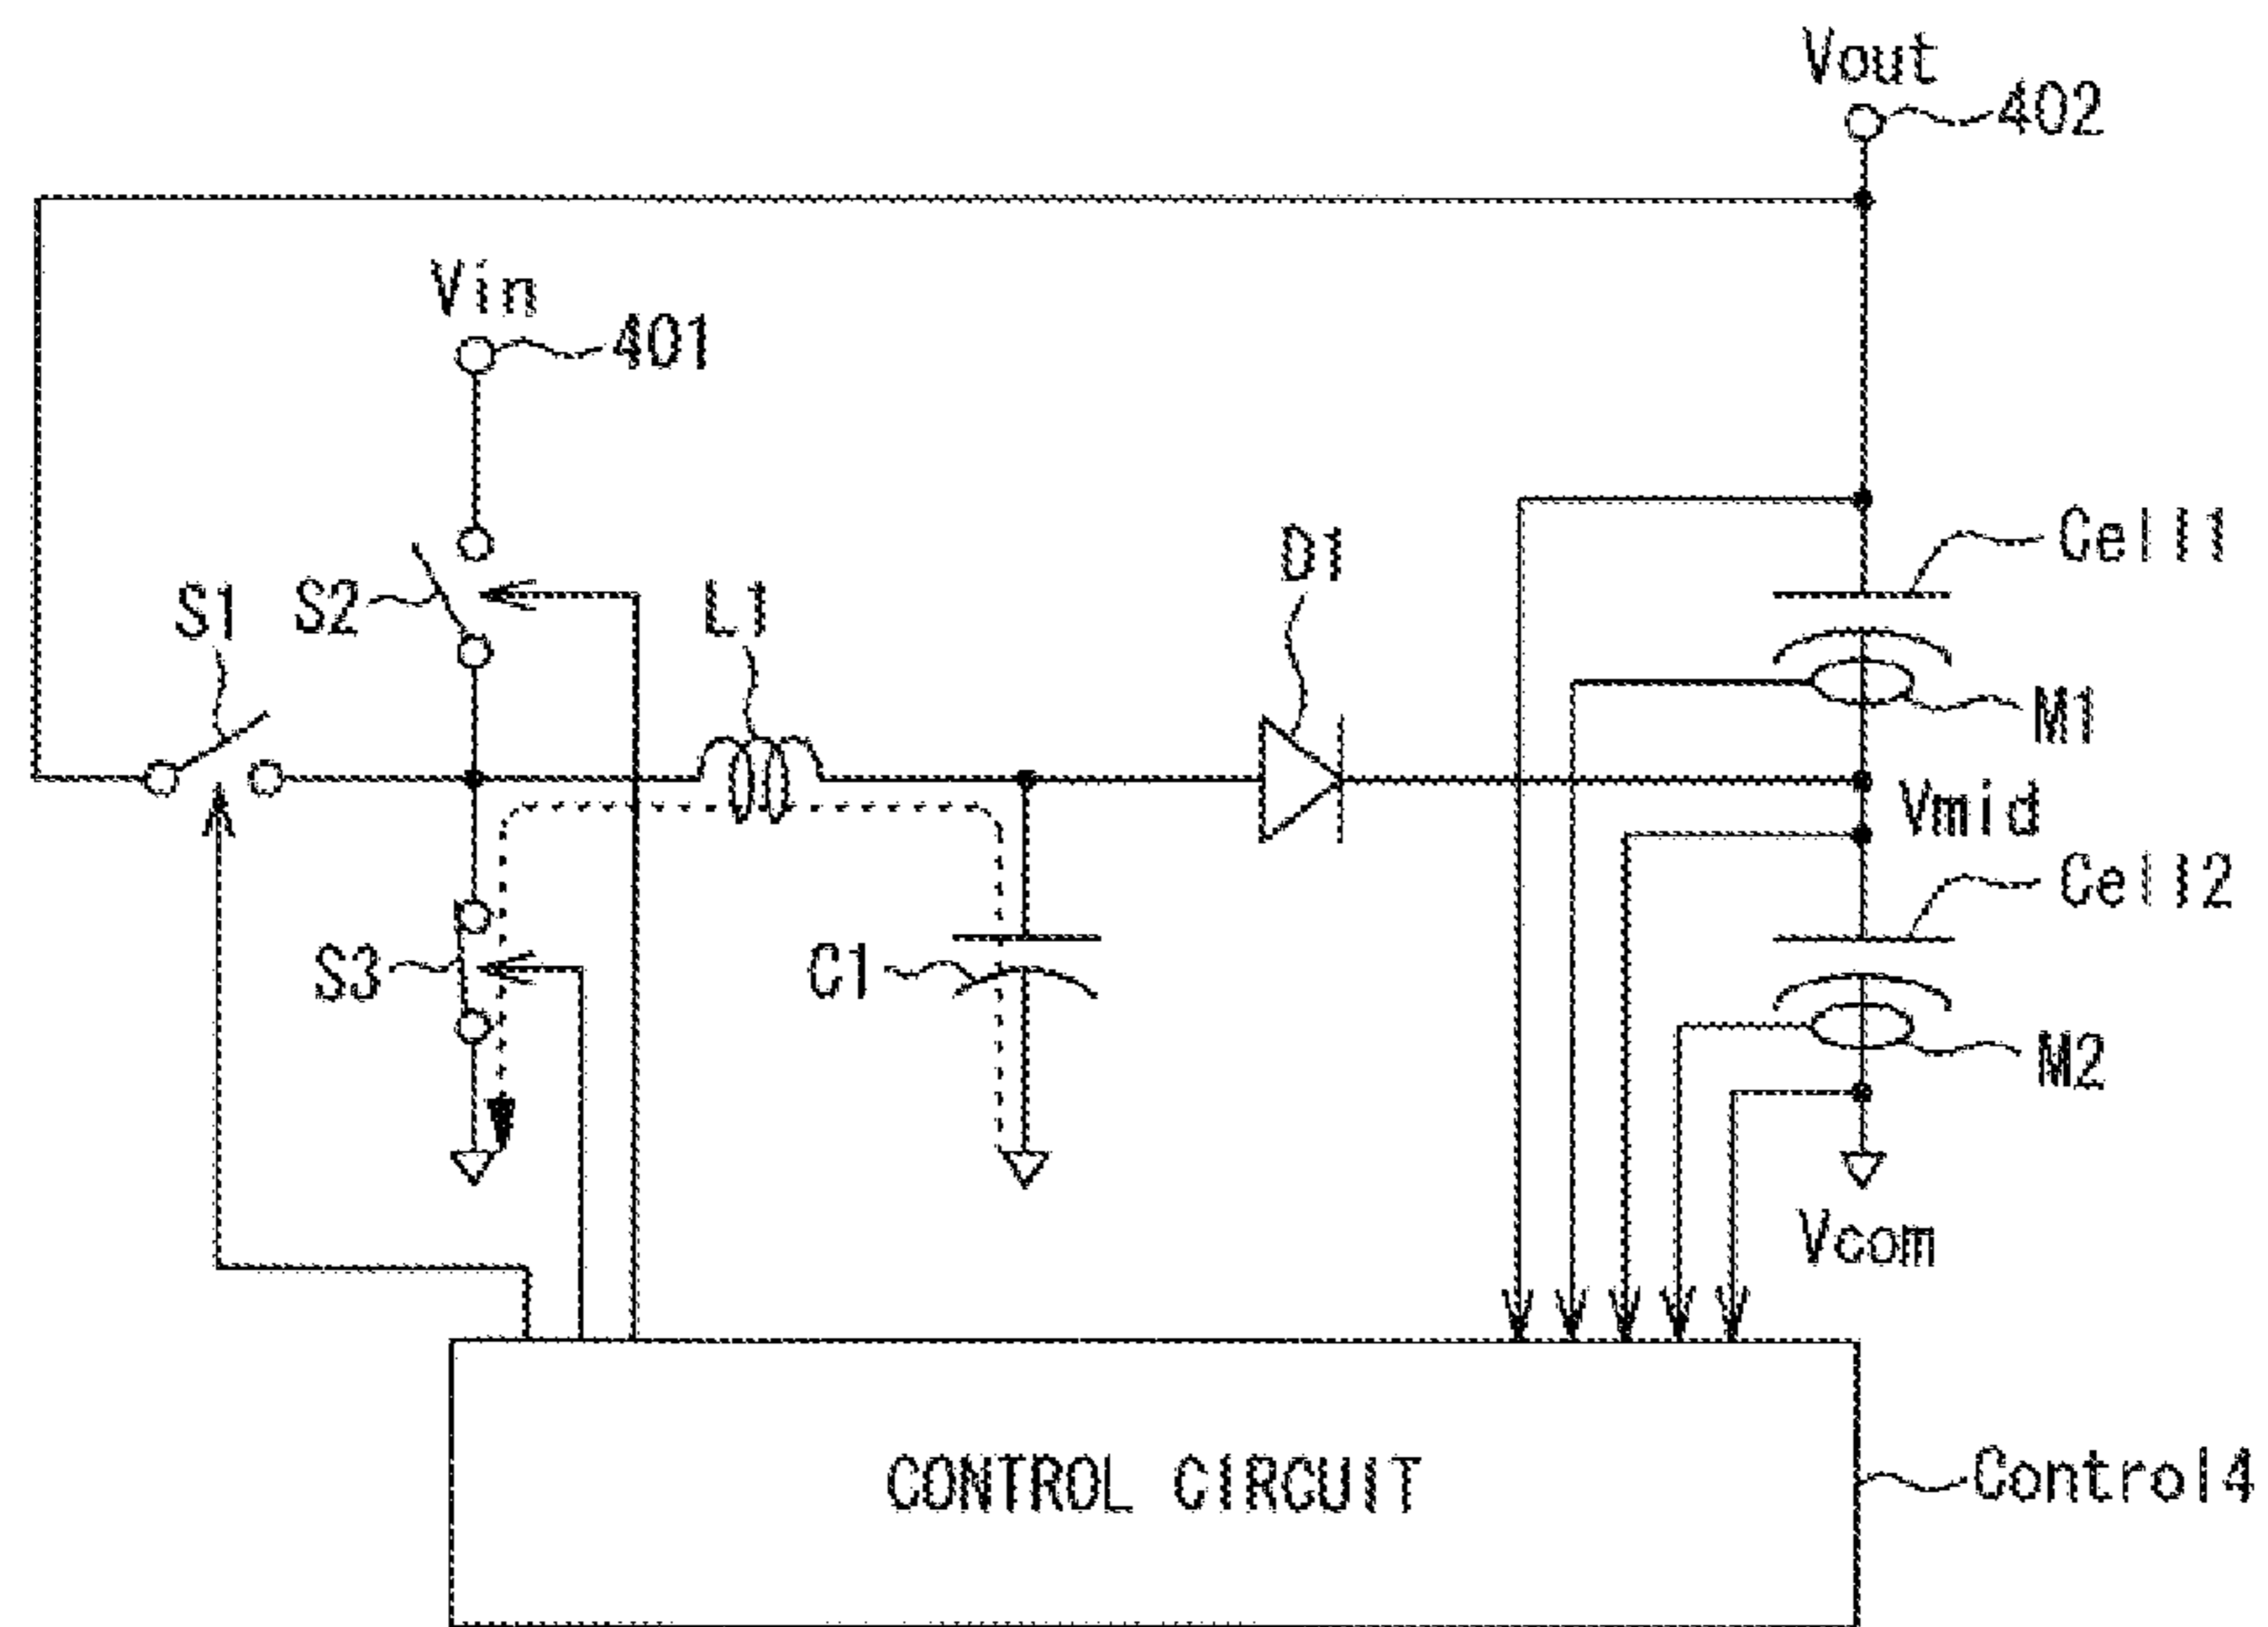 Vout
402
Vin
401
S1
S2
L1
D1
Cell1
M1
Vmid
Cell2
S3
C1
M2
Vcom
CONTROL CIRCUIT
Control4